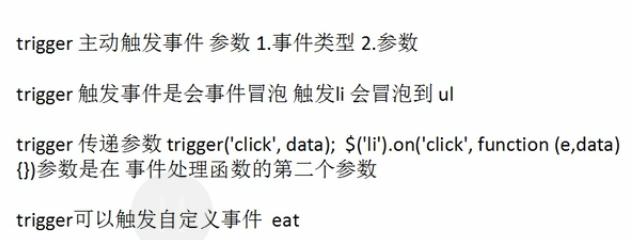 trigger 主动触发事件 参数 1.事件类型 2.参数
trigger 触发事件是会事件冒泡 触发li 会冒泡到 ul
trigger 传递参数 trigger('click', data);  $('li').on('click', function (e,data)
{})参数是在 事件处理函数的第二个参数
trigger可以触发自定义事件  eat